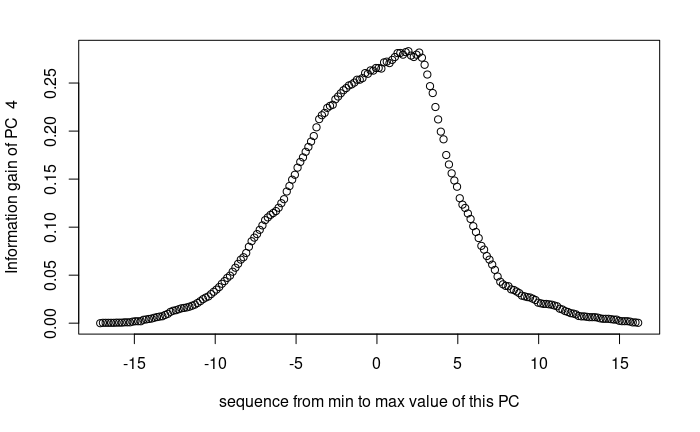 Information gain of PC 4
0.25
0.20
0.15
0.10
0.05
0.00
-15 -10 -5 0 5 10 15
sequence from min to max value of this PC